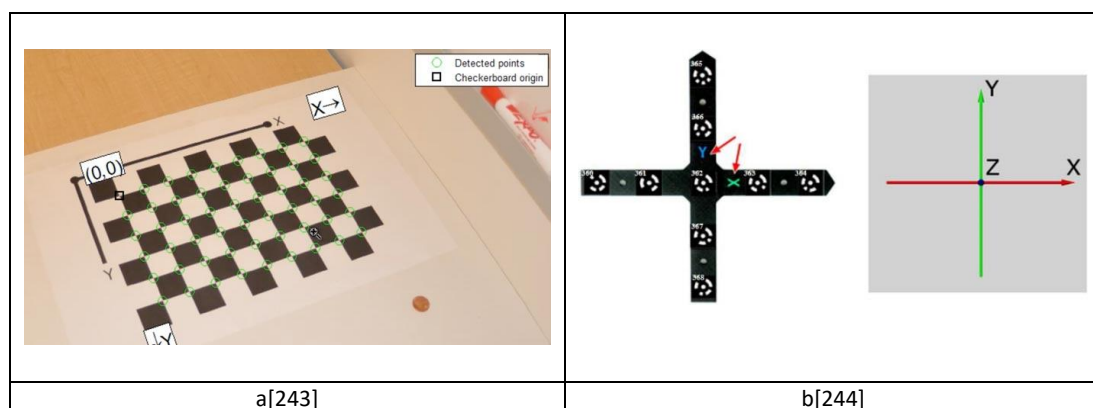 Detected points
Checkerboard origin
X→
X
(0,0)
Y
↓Y
365
366
Y
360
361
362
X
363
364
367
368
Y
Z
X
a[243]
b[244]